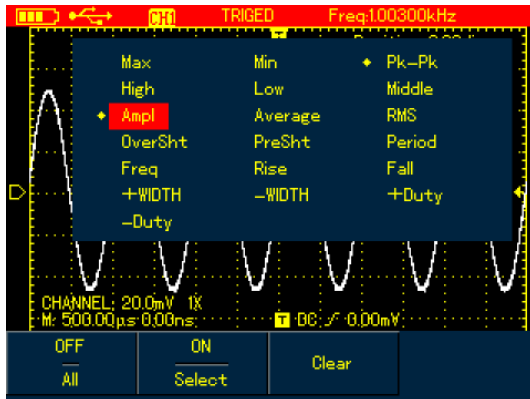 CH1 TRIGED Freq:1.00300kHz
Max Min Pk-Pk
High Low Middle
Ampl Average RMS
OverSht PreSht Period
Freq Rise Fall
+WIDTH -WIDTH +Duty
-Duty
CHANNEL: 20.0mV 1X
M: 500.00µs 0.00ns T DC: 0.00mV
OFF ON Clear
All Select